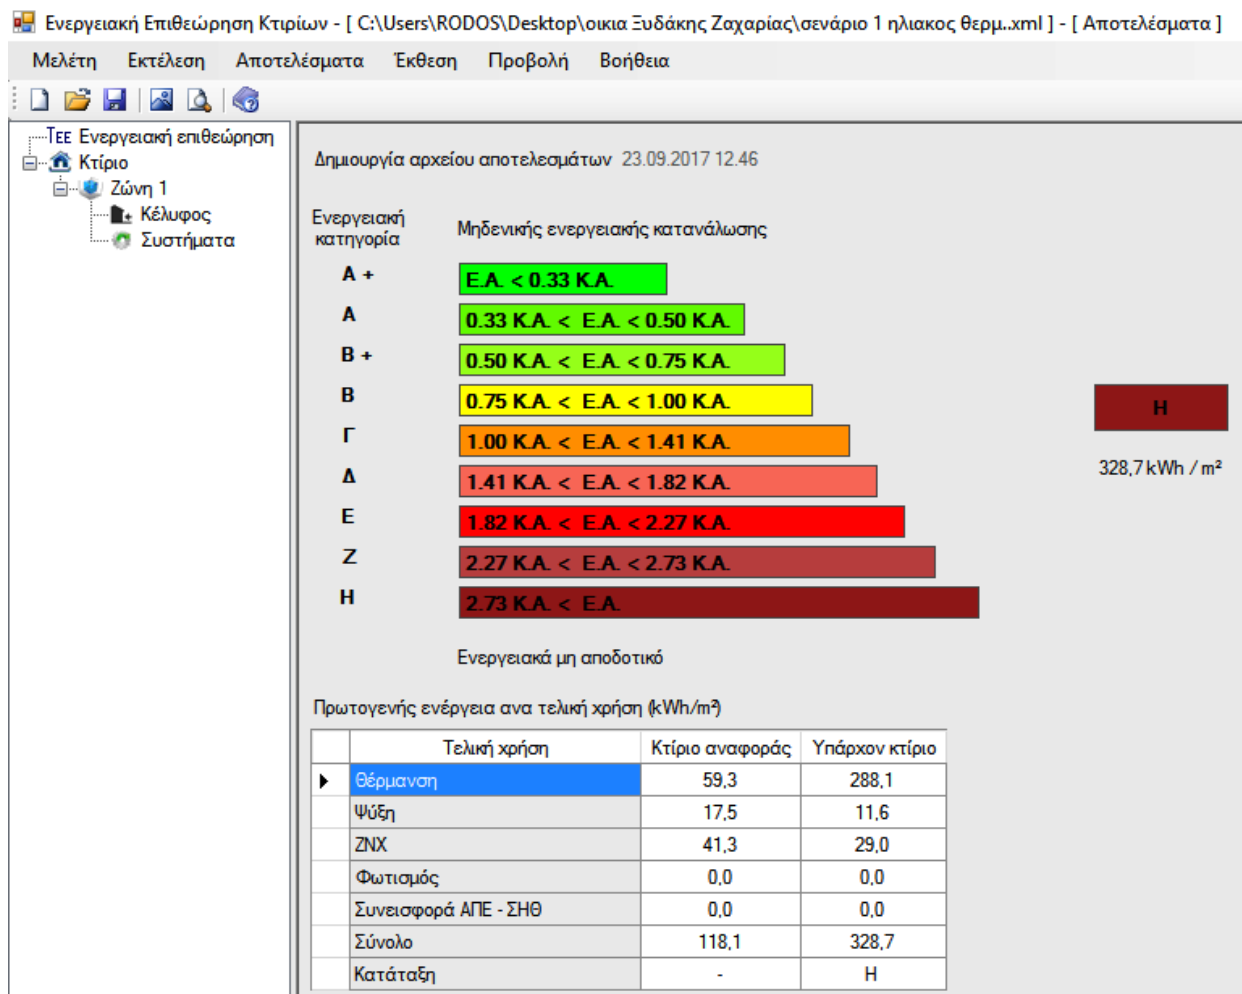 Ενεργειακή Επιθεώρηση Κτιρίων - [ C:\Users\RODOS\Desktop\οικια Ξυδάκης Ζαχαρίας\σενάριο 1 ηλιακος θερμ..xml ] - [ Αποτελέσματα ]
Μελέτη Εκτέλεση Αποτελέσματα Έκθεση Προβολή Βοήθεια
ΤΕΕ Ενεργειακή επιθεώρηση
Κτίριο
Ζώνη 1
Κέλυφος
Συστήματα
Δημιουργία αρχείου αποτελεσμάτων 23.09.2017 12.46
Ενεργειακή κατηγορία
Μηδενικής ενεργειακής κατανάλωσης
A + Ε.Α. < 0.33 Κ.Α.
A 0.33 Κ.Α. < Ε.Α. < 0.50 Κ.Α.
B + 0.50 Κ.Α. < Ε.Α. < 0.75 Κ.Α.
B 0.75 Κ.Α. < Ε.Α. < 1.00 Κ.Α.
Γ 1.00 Κ.Α. < Ε.Α. < 1.41 Κ.Α.
Δ 1.41 Κ.Α. < Ε.Α. < 1.82 Κ.Α.
E 1.82 Κ.Α. < Ε.Α. < 2.27 Κ.Α.
Z 2.27 Κ.Α. < Ε.Α. < 2.73 Κ.Α.
H 2.73 Κ.Α. < Ε.Α.
H
328,7 kWh / m²
Ενεργειακά μη αποδοτικό
Πρωτογενής ενέργεια ανα τελική χρήση (kWh/m²)
Τελική χρήση Κτίριο αναφοράς Υπάρχον κτίριο
Θέρμανση 59,3 288,1
Ψύξη 17,5 11,6
ΖΝΧ 41,3 29,0
Φωτισμός 0,0 0,0
Συνεισφορά ΑΠΕ - ΣΗΘ 0,0 0,0
Σύνολο 118,1 328,7
Κατάταξη - Η